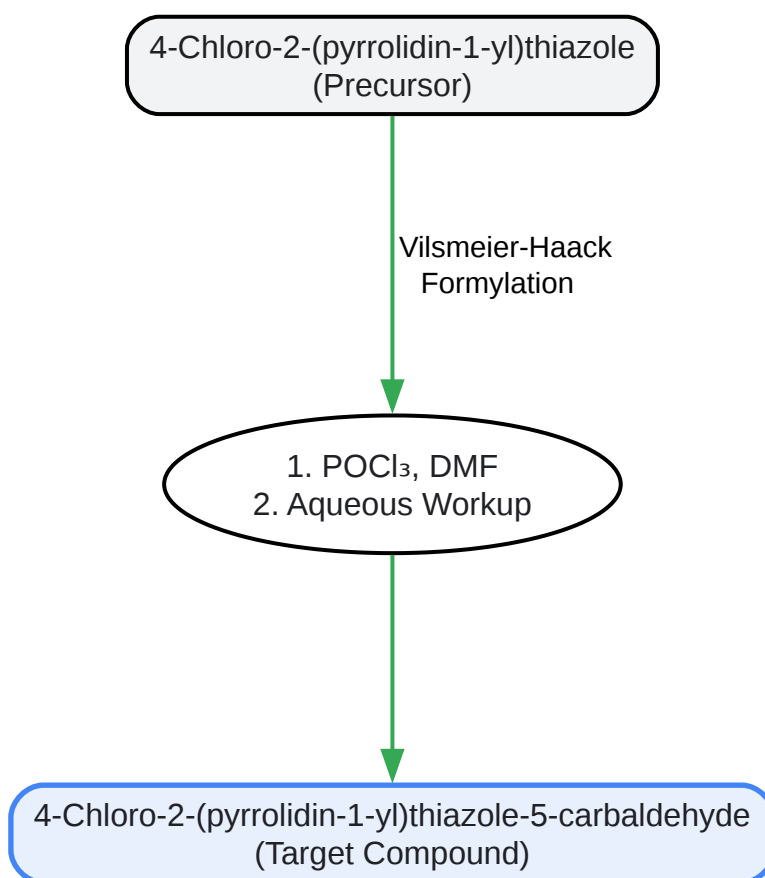 4-Chloro-2-(pyrrolidin-1-yl)thiazole
(Precursor)
Vilsmeier-Haack
Formylation
1. POCl₃, DMF
2. Aqueous Workup
4-Chloro-2-(pyrrolidin-1-yl)thiazole-5-carbaldehyde
(Target Compound)